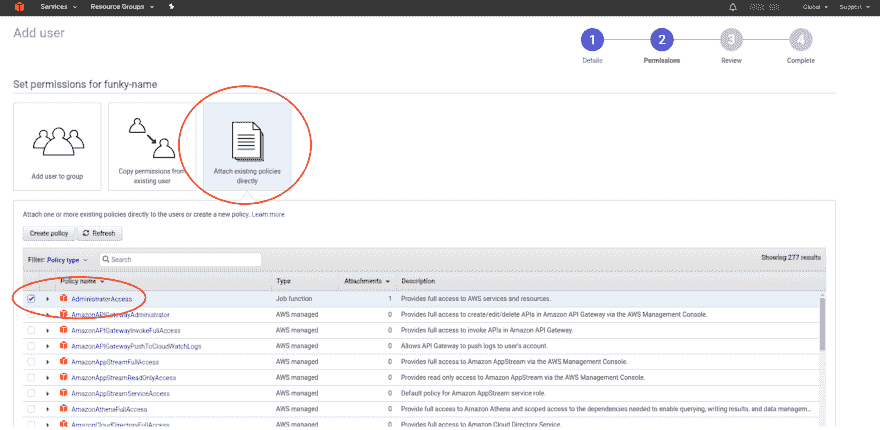 Services Resource Groups Global Support
Add user
1 2 3 4
Details Permissions Review Complete
Set permissions for funky-name
Add user to group
Copy permissions from
existing user
Attach existing policies
directly
Attach one or more existing policies directly to the users or create a new policy. Learn more
Create policy Refresh
Filter: Policy type Search Showing 277 results
Policy name Type Attachments Description
AdministratorAccess Job function 1 Provides full access to AWS services and resources.
AmazonAPIGatewayAdministrator AWS managed 0 Provides full access to create/edit/delete APIs in Amazon API Gateway via the AWS Management Console.
AmazonAPIGatewayInvokeFullAccess AWS managed 0 Provides full access to invoke APIs in Amazon API Gateway.
AmazonAPIGatewayPushToCloudWatchLogs AWS managed 0 Allows API Gateway to push logs to user's account.
AmazonAppStreamFullAccess AWS managed 0 Provides full access to Amazon AppStream via the AWS Management Console.
AmazonAppStreamReadOnlyAccess AWS managed 0 Provides read only access to Amazon AppStream via the AWS Management Console.
AmazonAppStreamServiceAccess AWS managed 0 Default policy for Amazon AppStream service role.
AmazonAthenaFullAccess AWS managed 0 Provide full access to Amazon Athena and scoped access to the dependencies needed to enable querying, writing results, and data managem...
AmazonCloudDirectoryFullAccess AWS managed 0 Provides full access to Amazon Cloud Directory Service.